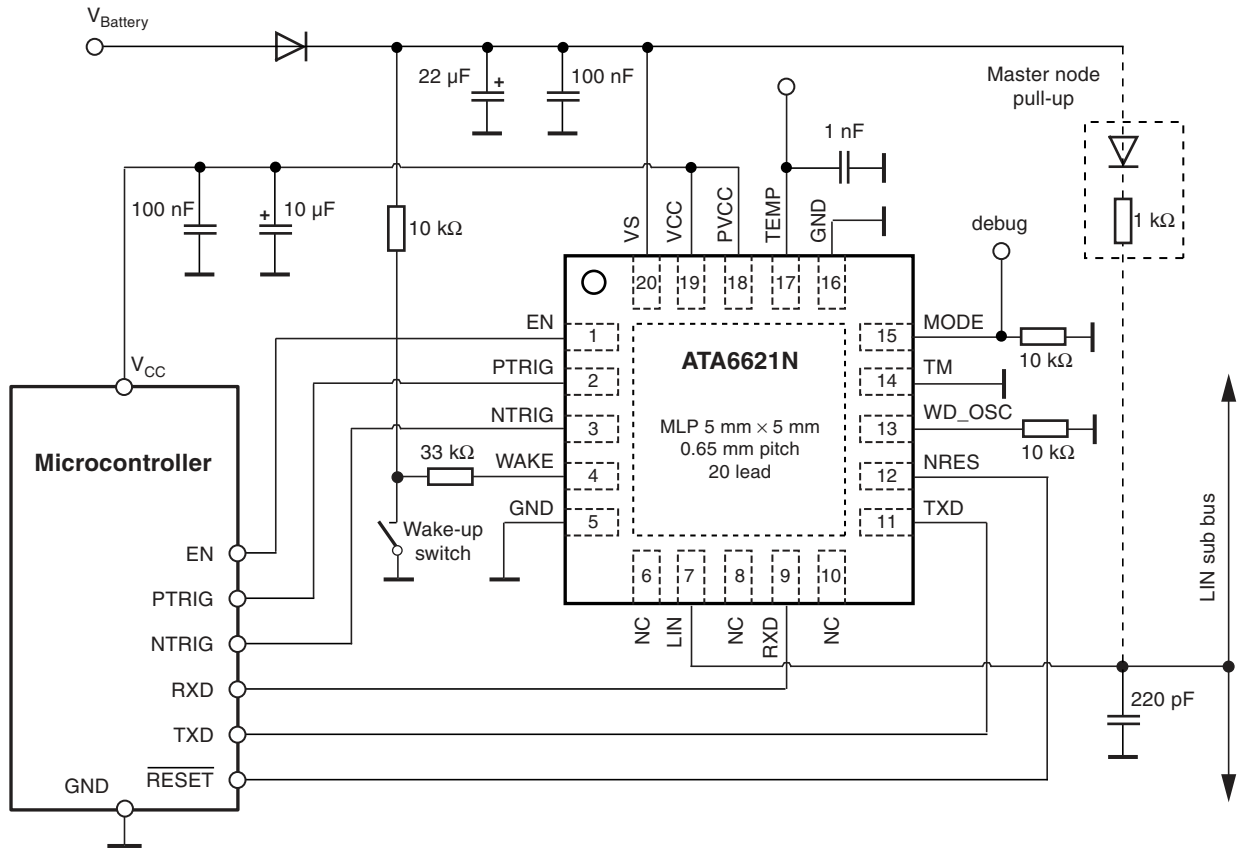 VBattery
22 µF
+
100 nF
Master node
pull-up
1 nF
100 nF
+
10 µF
10 kΩ
VS
VCC
PVCC
TEMP
GND
debug
1 kΩ
20
19
18
17
16
EN
1
PTRIG
2
NTRIG
3
33 kΩ
WAKE
4
GND
5
ATA6621N
MLP 5 mm × 5 mm
0.65 mm pitch
20 lead
15
MODE
10 kΩ
14
TM
13
WD_OSC
10 kΩ
12
NRES
11
TXD
VCC
Microcontroller
Wake-up
switch
6
7
8
9
10
NC
LIN
NC
RXD
NC
EN
PTRIG
NTRIG
RXD
TXD
RESET
GND
220 pF
LIN sub bus